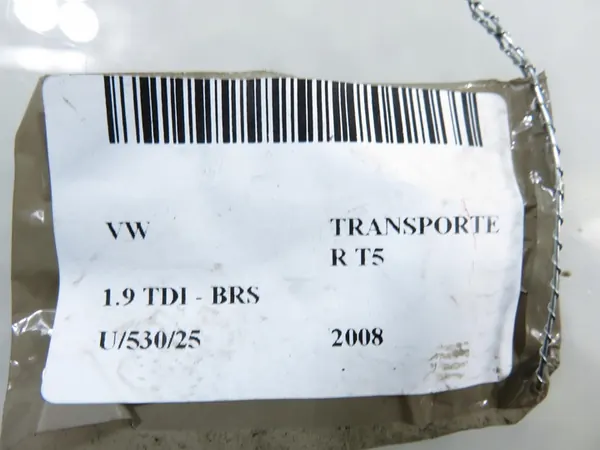 VW
TRANSPORTE
R T5
1.9 TDI - BRS
U/530/25
2008